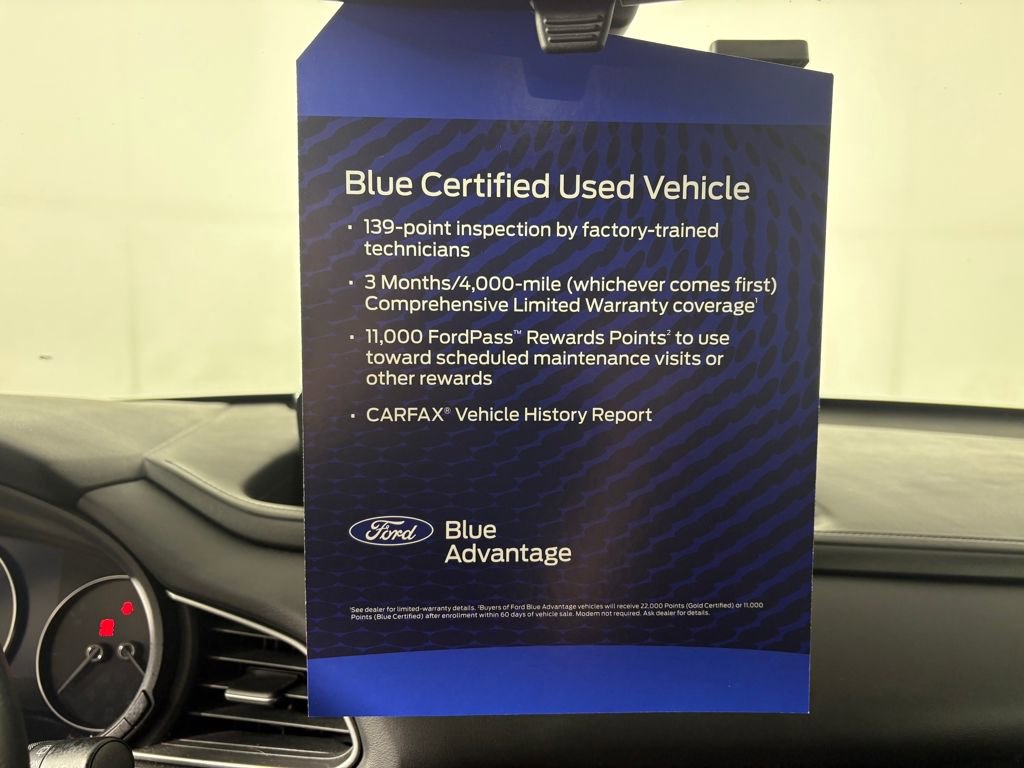 Blue Certified Used Vehicle
· 139-point inspection by factory-trained
technicians
· 3 Months/4,000-mile (whichever comes first)
Comprehensive Limited Warranty coverage¹
· 11,000 FordPass™ Rewards Points² to use
toward scheduled maintenance visits or
other rewards
· CARFAX® Vehicle History Report
Ford Blue
Advantage
¹See dealer for limited-warranty details. ²Buyers of Ford Blue Advantage vehicles will receive 22,000 Points (Gold Certified) or 11,000
Points (Blue Certified) after enrollment within 60 days of vehicle sale. Modem not required. Ask dealer for details.